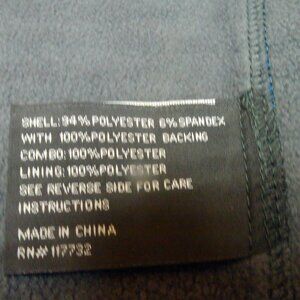 SHELL: 94% POLYESTER 6% SPANDEX
WITH 100% POLYESTER BACKING
COMBO: 100% POLYESTER
LINING: 100% POLYESTER
SEE REVERSE SIDE FOR CARE
INSTRUCTIONS
MADE IN CHINA
RN# 117732